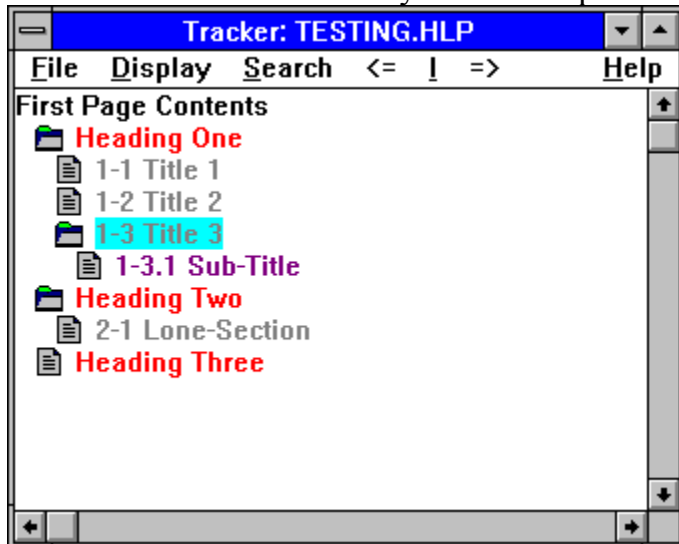 Tracker: TESTING.HLP
File Display Search <= | => Help
First Page Contents
Heading One
1-1 Title 1
1-2 Title 2
1-3 Title 3
1-3.1 Sub-Title
Heading Two
2-1 Lone-Section
Heading Three